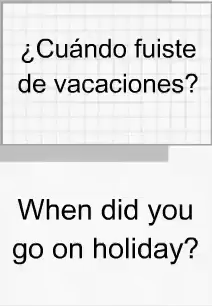 ¿Cuándo fuiste
de vacaciones?
When did you
go on holiday?